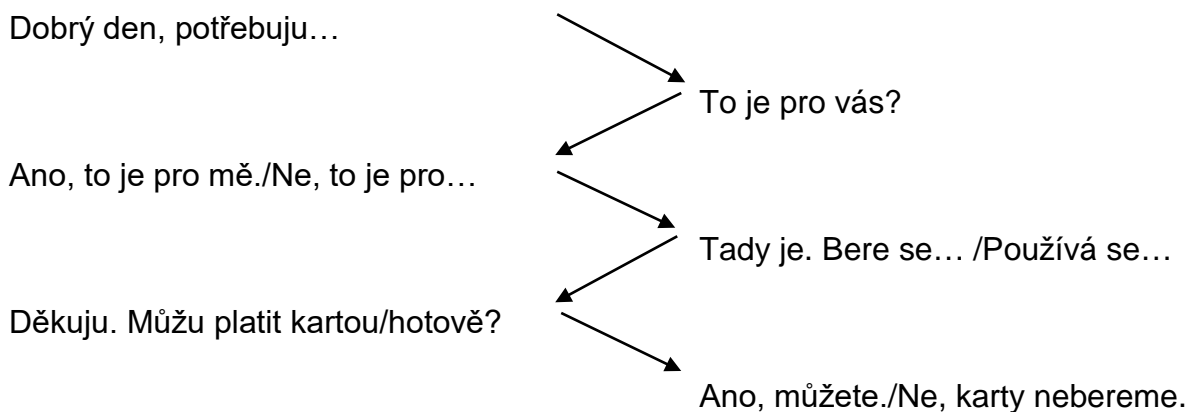 Dobrý den, potřebuju…
To je pro vás?
Ano, to je pro mě./Ne, to je pro…
Tady je. Bere se… /Používá se…
Děkuju. Můžu platit kartou/hotově?
Ano, můžete./Ne, karty nebereme.